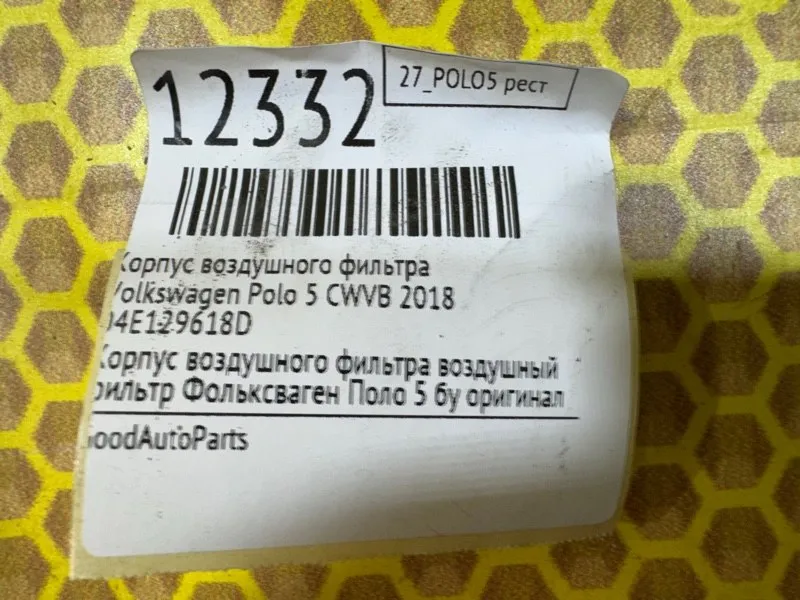 12332
27_POLO5 рест
Корпус воздушного фильтра
Volkswagen Polo 5 CWVB 2018
04E129618D
Корпус воздушного фильтра воздушный
фильтр Фольксваген Поло 5 бу оригинал
GoodAutoParts